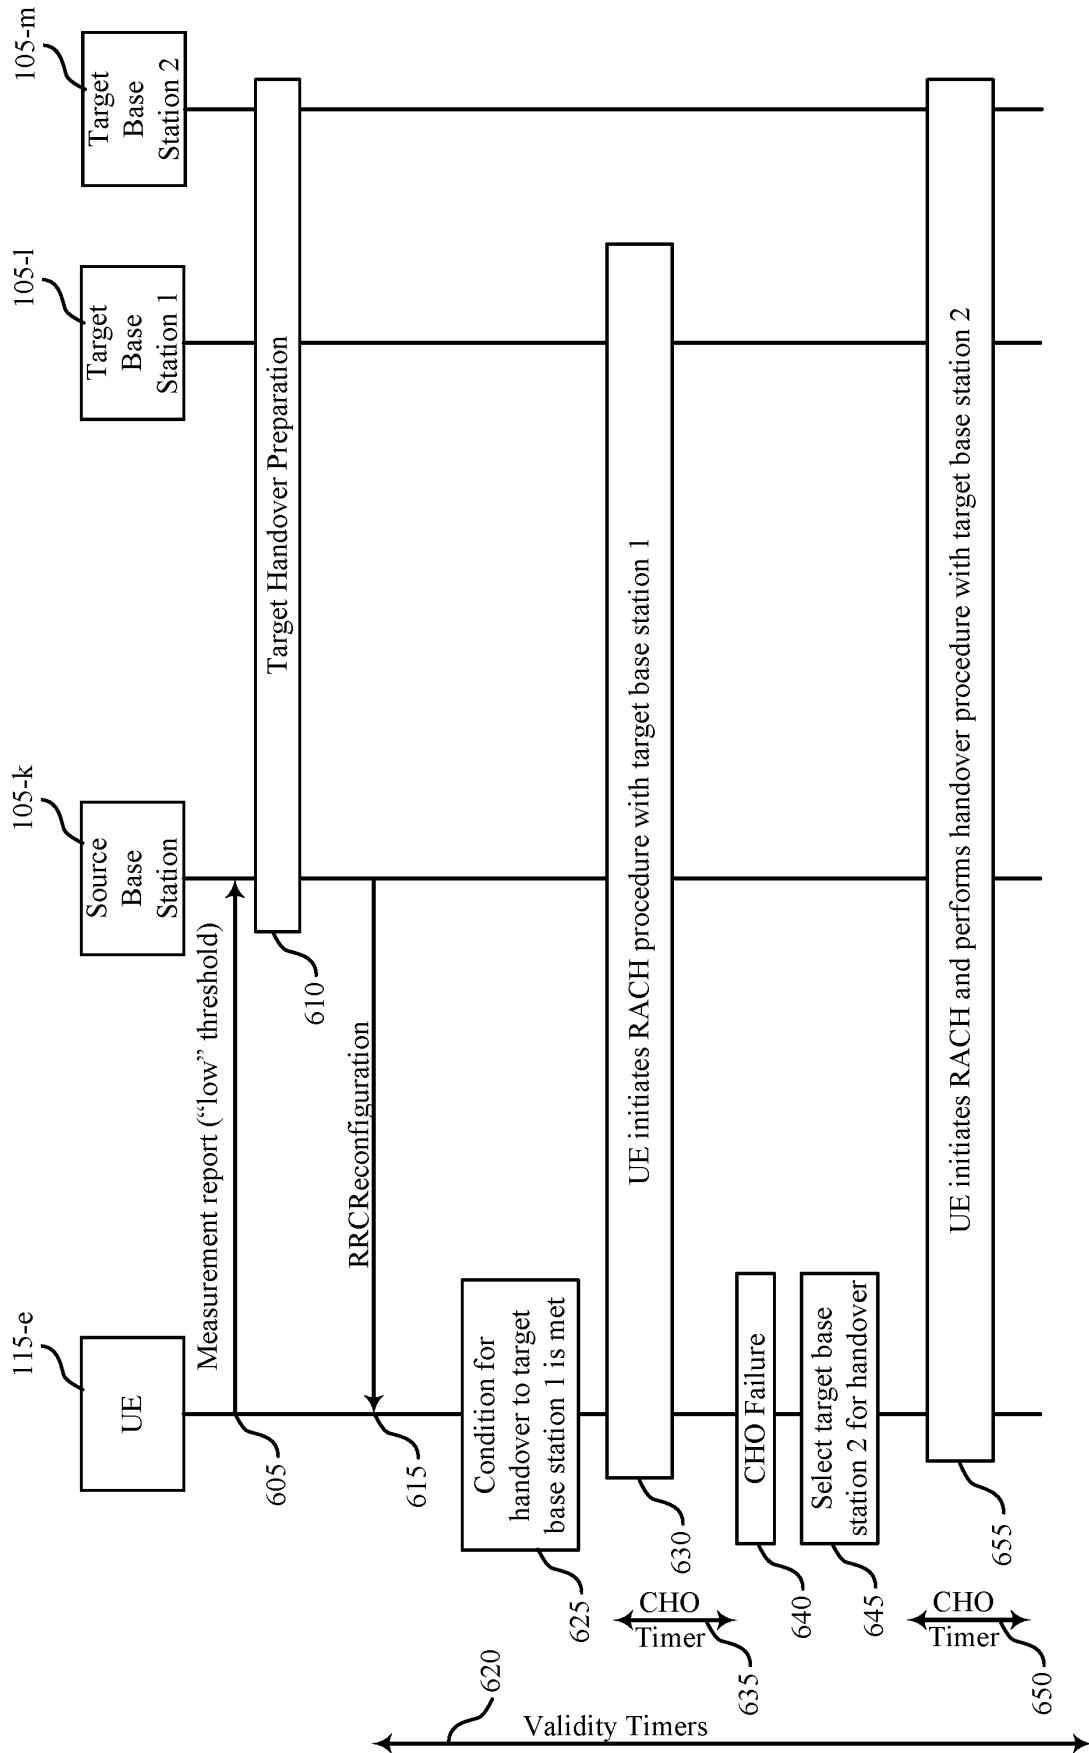 115-e
105-k
105-l
105-m
UE
Source
Base
Station
Target
Base
Station 1
Target
Base
Station 2
Measurement report (“low” threshold)
605
Target Handover Preparation
610
RRCReconfiguration
615
620
Validity Timers
Condition for
handover to target
base station 1 is met
625
UE initiates RACH procedure with target base station 1
630
CHO
Timer
635
CHO Failure
640
Select target base
station 2 for handover
645
UE initiates RACH and performs handover procedure with target base station 2
655
CHO
Timer
650